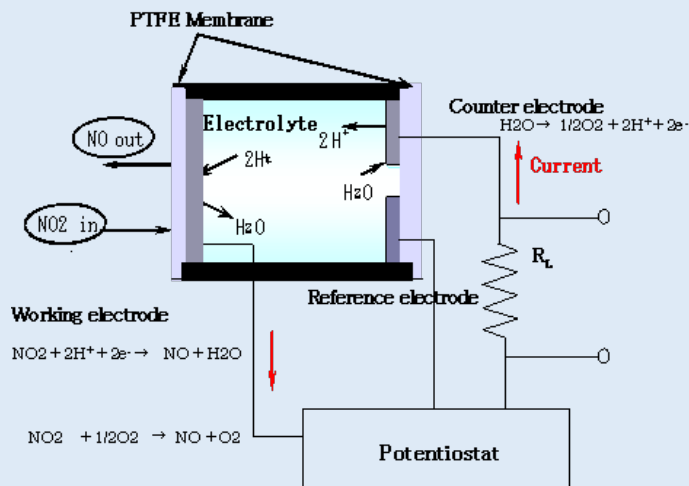 PTFE Membrane
NO out
Electrolyte
2H+
2H+
Counter electrode
H2O→ 1/2O2+2H++2e-
Current
H2O
H2O
NO2 in
RL
Reference electrode
Working electrode
NO2+2H++2e-→ NO+H2O
NO2 +1/2O2 → NO+O2
Potentiostat